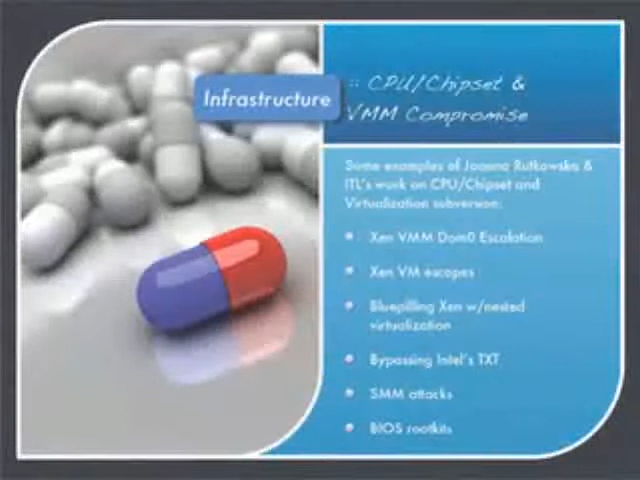 Infrastructure
:: CPU/Chipset &
VMM Compromise
Some examples of Joanna Rutkowska &
ITL's work on CPU/Chipset and
Virtualization subversion:
Xen VMM Dom0 Escalation
Xen VM escapes
Bluepilling Xen w/nested
virtualization
Bypassing Intel's TXT
SMM attacks
BIOS rootkits